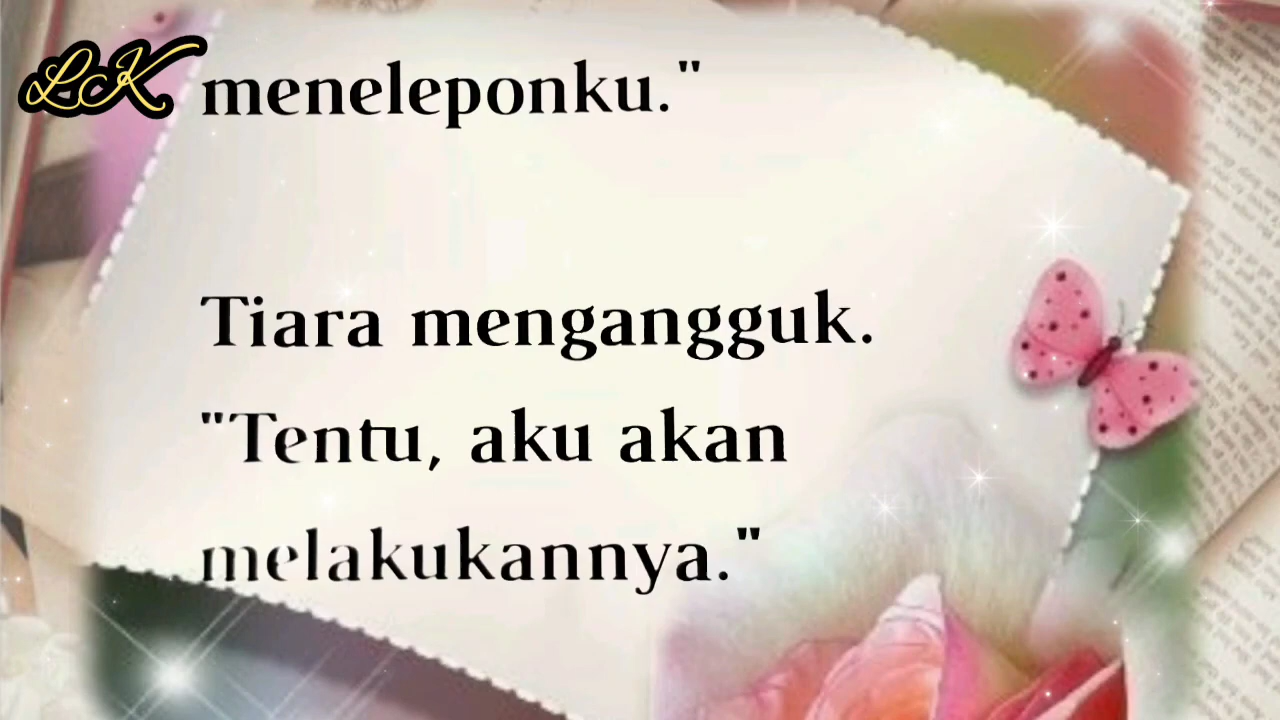 LK
meneleponku."
Tiara mengangguk.
"Tentu, aku akan
melakukannya."